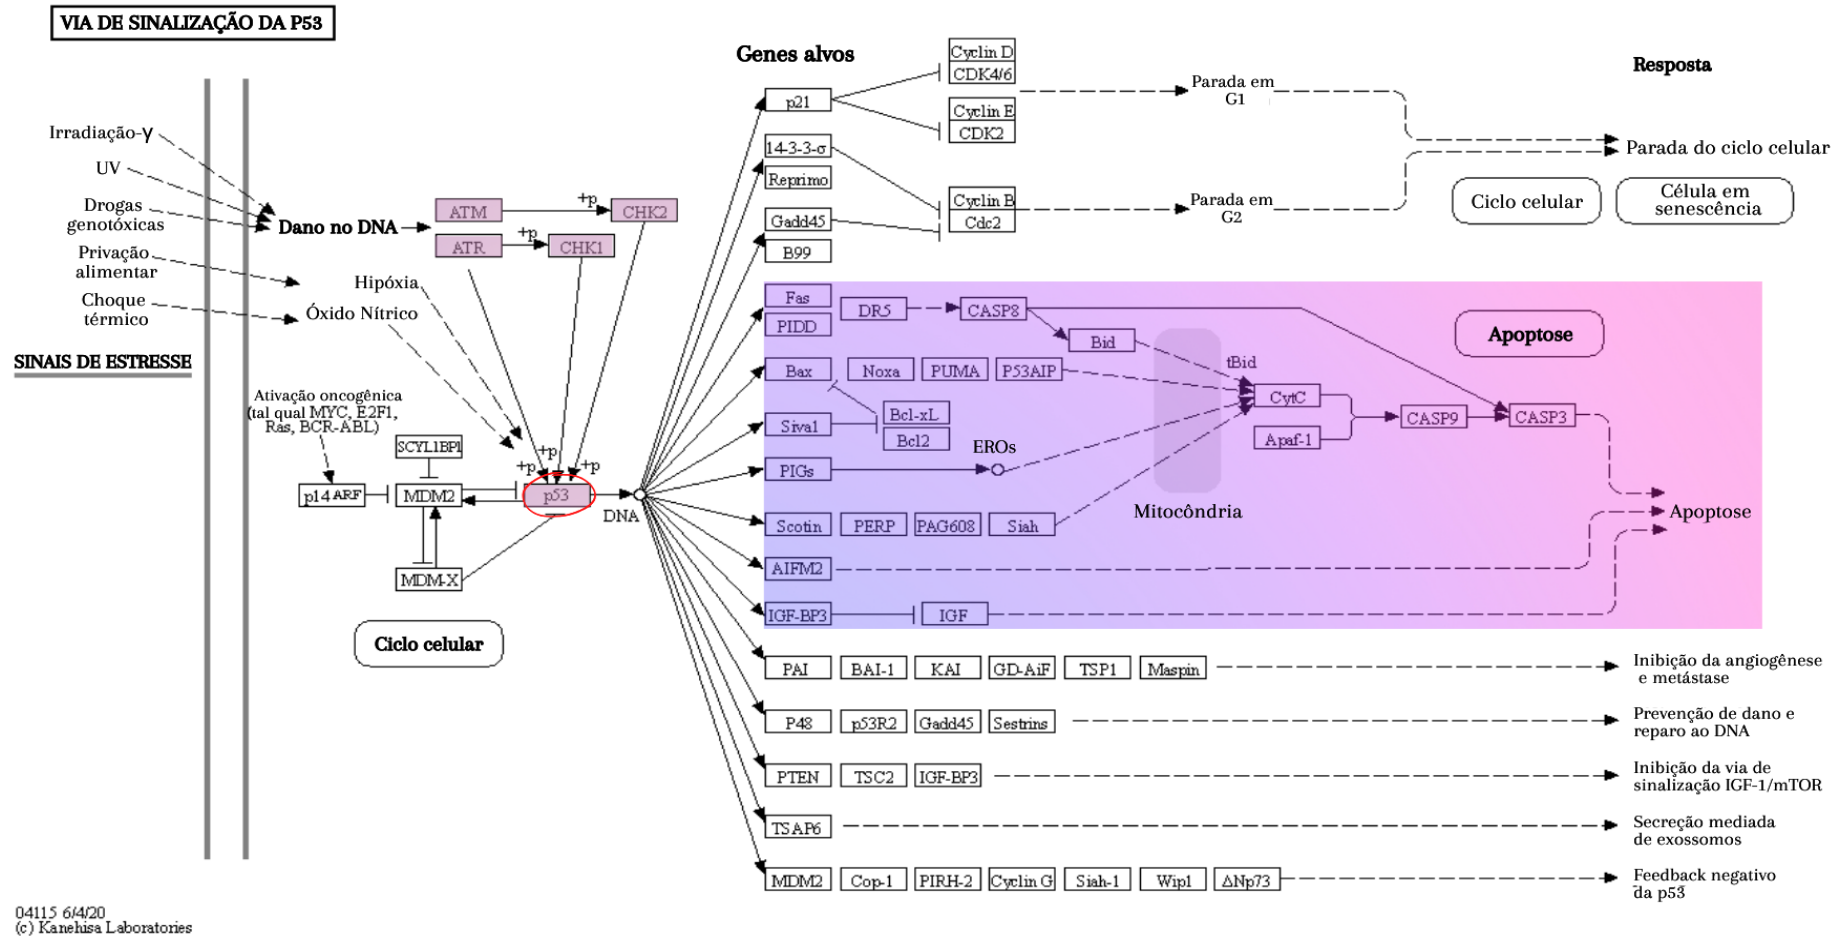 VIA DE SINALIZAÇÃO DA P53
Genes alvos
Resposta
Irradiação-γ
UV
Drogas
genotóxicas
Privação
alimentar
Choque
térmico
SINAIS DE ESTRESSE
Dano no DNA
ATM
+p
CHK2
ATR
+p
CHK1
Hipóxia
Óxido Nítrico
Ativação oncogênica
(tal qual MYC, E2F1,
Ras, BCR-ABL)
SCYL1BP1
+p
+p
+p
p14ARF
MDM2
p53
DNA
MDM-X
Ciclo celular
p21
Cyclin D
CDK4/6
Cyclin E
CDK2
Parada em
G1
14-3-3-σ
Reprimo
Gadd45
B99
Cyclin B
Cdc2
Parada em
G2
Parada do ciclo celular
Ciclo celular
Célula em
senescência
Fas
PIDD
DR5
CASP8
Bid
tBid
Apoptose
Bax
Noxa
PUMA
P53AIP
CytC
CASP9
CASP3
Siva1
Bcl-xL
Bcl2
Apaf-1
PIGs
EROs
Mitocôndria
Scotin
PERP
PAG608
Siah
Apoptose
AIFM2
IGF-BP3
IGF
PAI
BAI-1
KAI
GD-AiF
TSP1
Maspin
Inibição da angiogênese
e metástase
P48
p53R2
Gadd45
Sestrins
Prevenção de dano e
reparo ao DNA
PTEN
TSC2
IGF-BP3
Inibição da via de
sinalização IGF-1/mTOR
TSAP6
Secreção mediada
de exossomos
MDM2
Cop-1
PIRH-2
Cyclin G
Siah-1
Wip1
ΔNp73
Feedback negativo
da p53
04115 6/4/20
(c) Kanehisa Laboratories